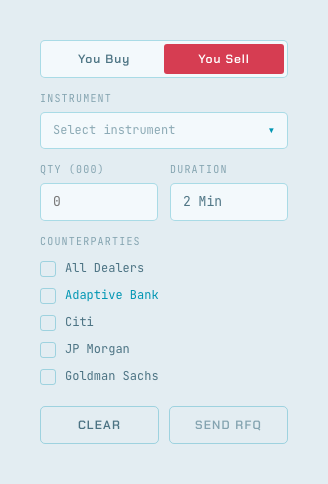 You Buy You Sell
INSTRUMENT
Select instrument
QTY (000) DURATION
0 2 Min
COUNTERPARTIES
All Dealers
Adaptive Bank
Citi
JP Morgan
Goldman Sachs
CLEAR SEND RFQ